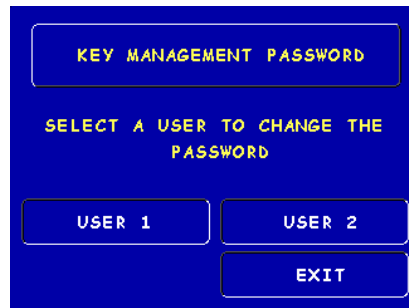 KEY MANAGEMENT PASSWORD
SELECT A USER TO CHANGE THE
PASSWORD
USER 1 USER 2
EXIT